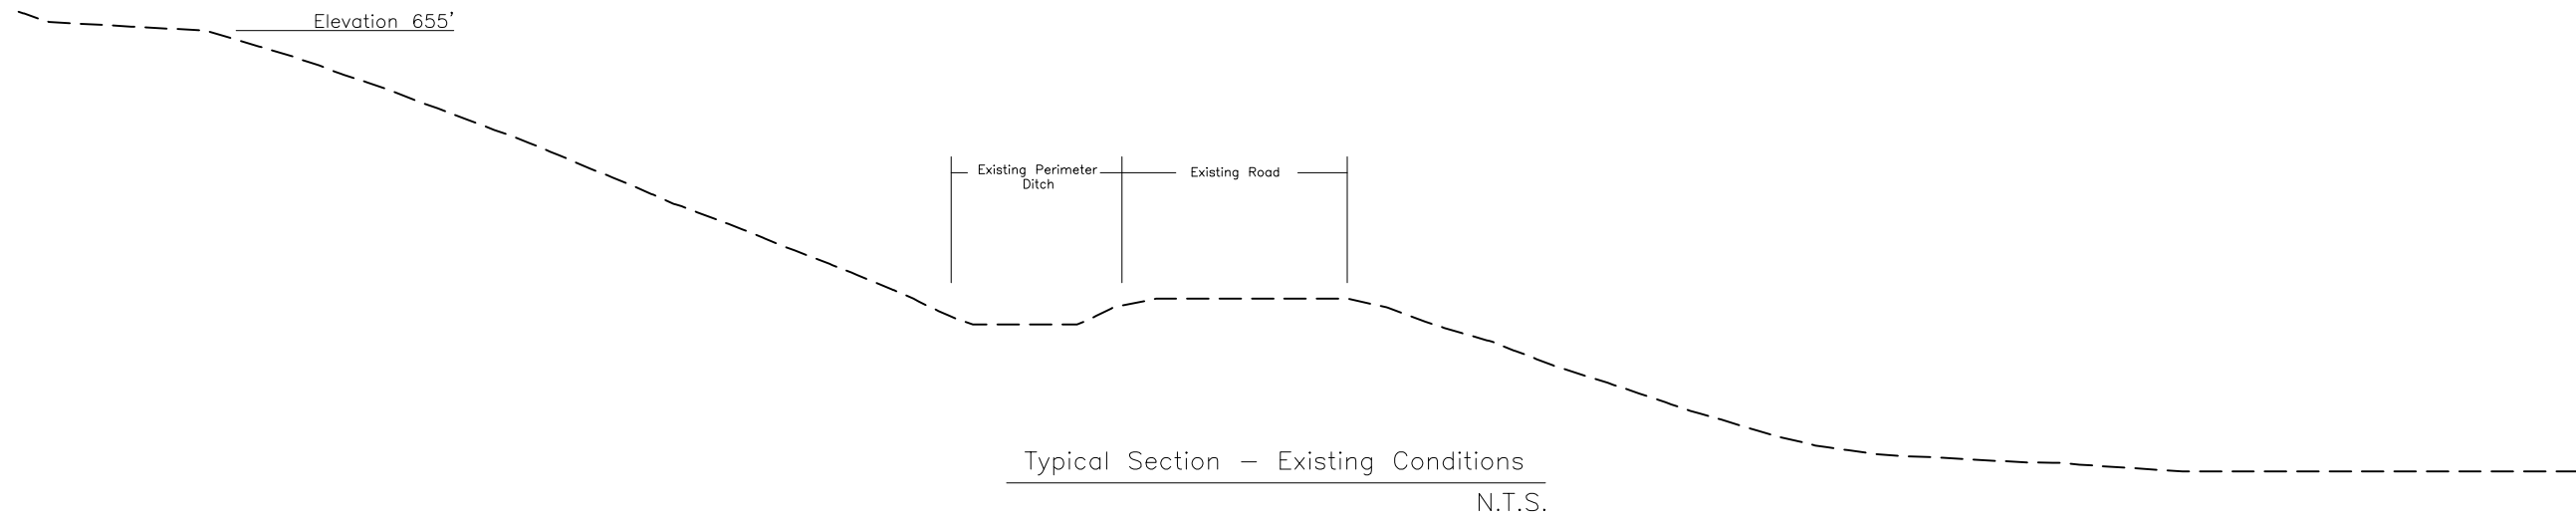 Elevation 655'
Existing Perimeter
Ditch
Existing Road
Typical Section - Existing Conditions
N.T.S.